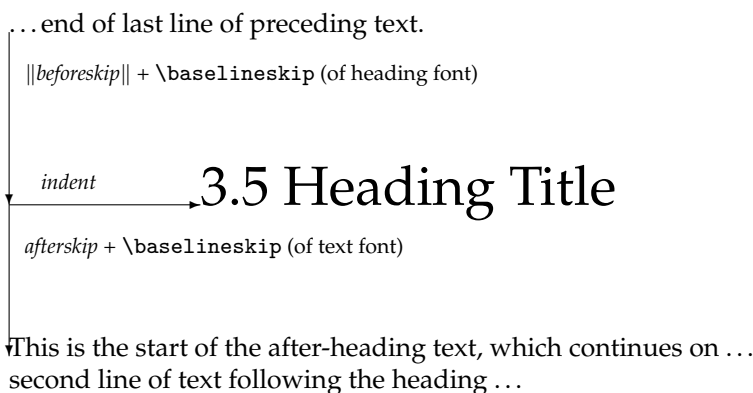 ...end of last line of preceding text.
‖beforeskip‖ + \baselineskip (of heading font)
indent
3.5 Heading Title
afterskip + \baselineskip (of text font)
This is the start of the after-heading text, which continues on ...
second line of text following the heading ...